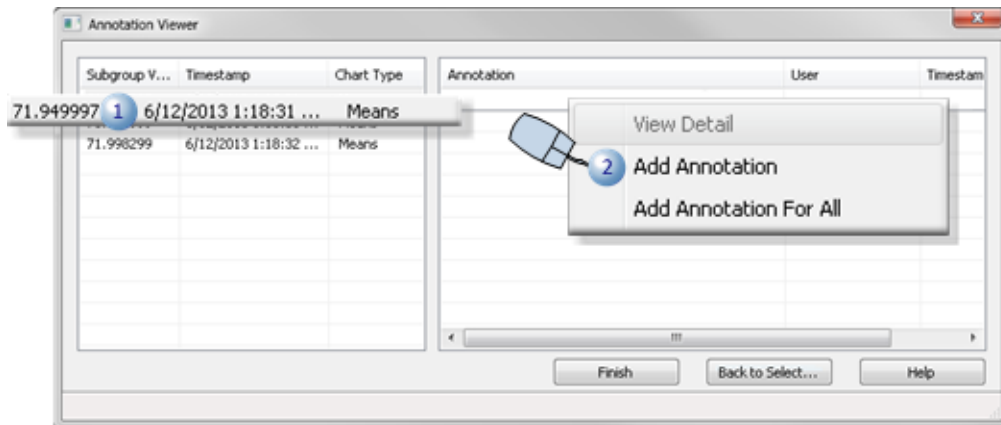 Annotation Viewer
Subgroup V... Timestamp Chart Type
71.949997 1 6/12/2013 1:18:31 ... Means
71.998299 6/12/2013 1:18:32 ... Means
Annotation User Timestam
View Detail
2 Add Annotation
Add Annotation For All
Finish Back to Select... Help